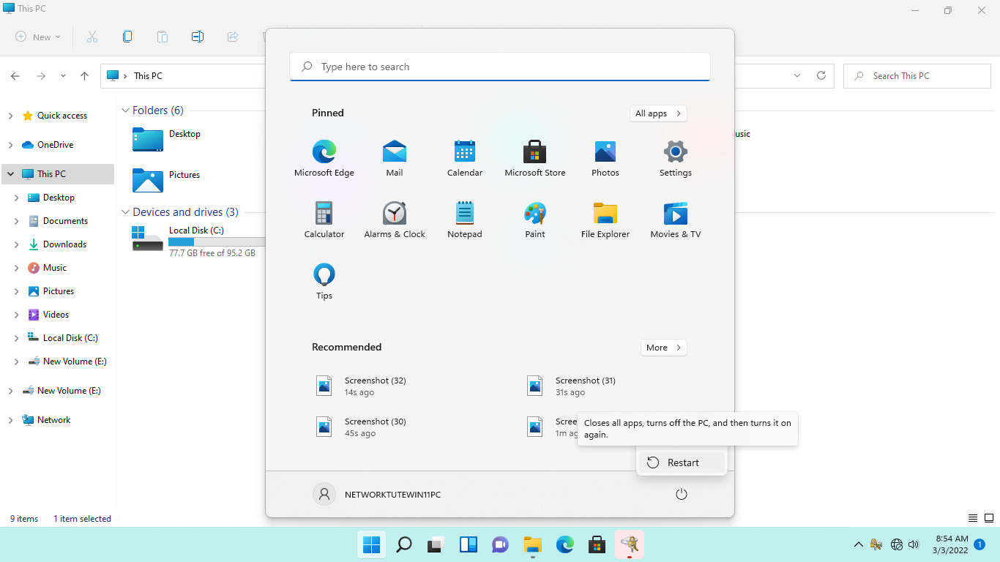 This PC
New
Type here to search
This PC
Search This PC
Pinned
All apps
Quick access
Folders (6)
Desktop
usic
OneDrive
Microsoft Edge
Mail
Calendar
Microsoft Store
Photos
Settings
This PC
Pictures
Desktop
Devices and drives (3)
Documents
Local Disk (C:)
77.7 GB free of 95.2 GB
Calculator
Alarms & Clock
Notepad
Paint
File Explorer
Movies & TV
Downloads
Music
Pictures
Tips
Videos
Local Disk (C:)
Recommended
More
New Volume (E:)
New Volume (E:)
Network
Screenshot (32)
14s ago
Screenshot (31)
31s ago
Screenshot (30)
45s ago
Scree
1m ag
Closes all apps, turns off the PC, and then turns it on
again.
Restart
NETWORKTUTEWIN11PC
9 items
1 item selected
8:54 AM
3/3/2022
1